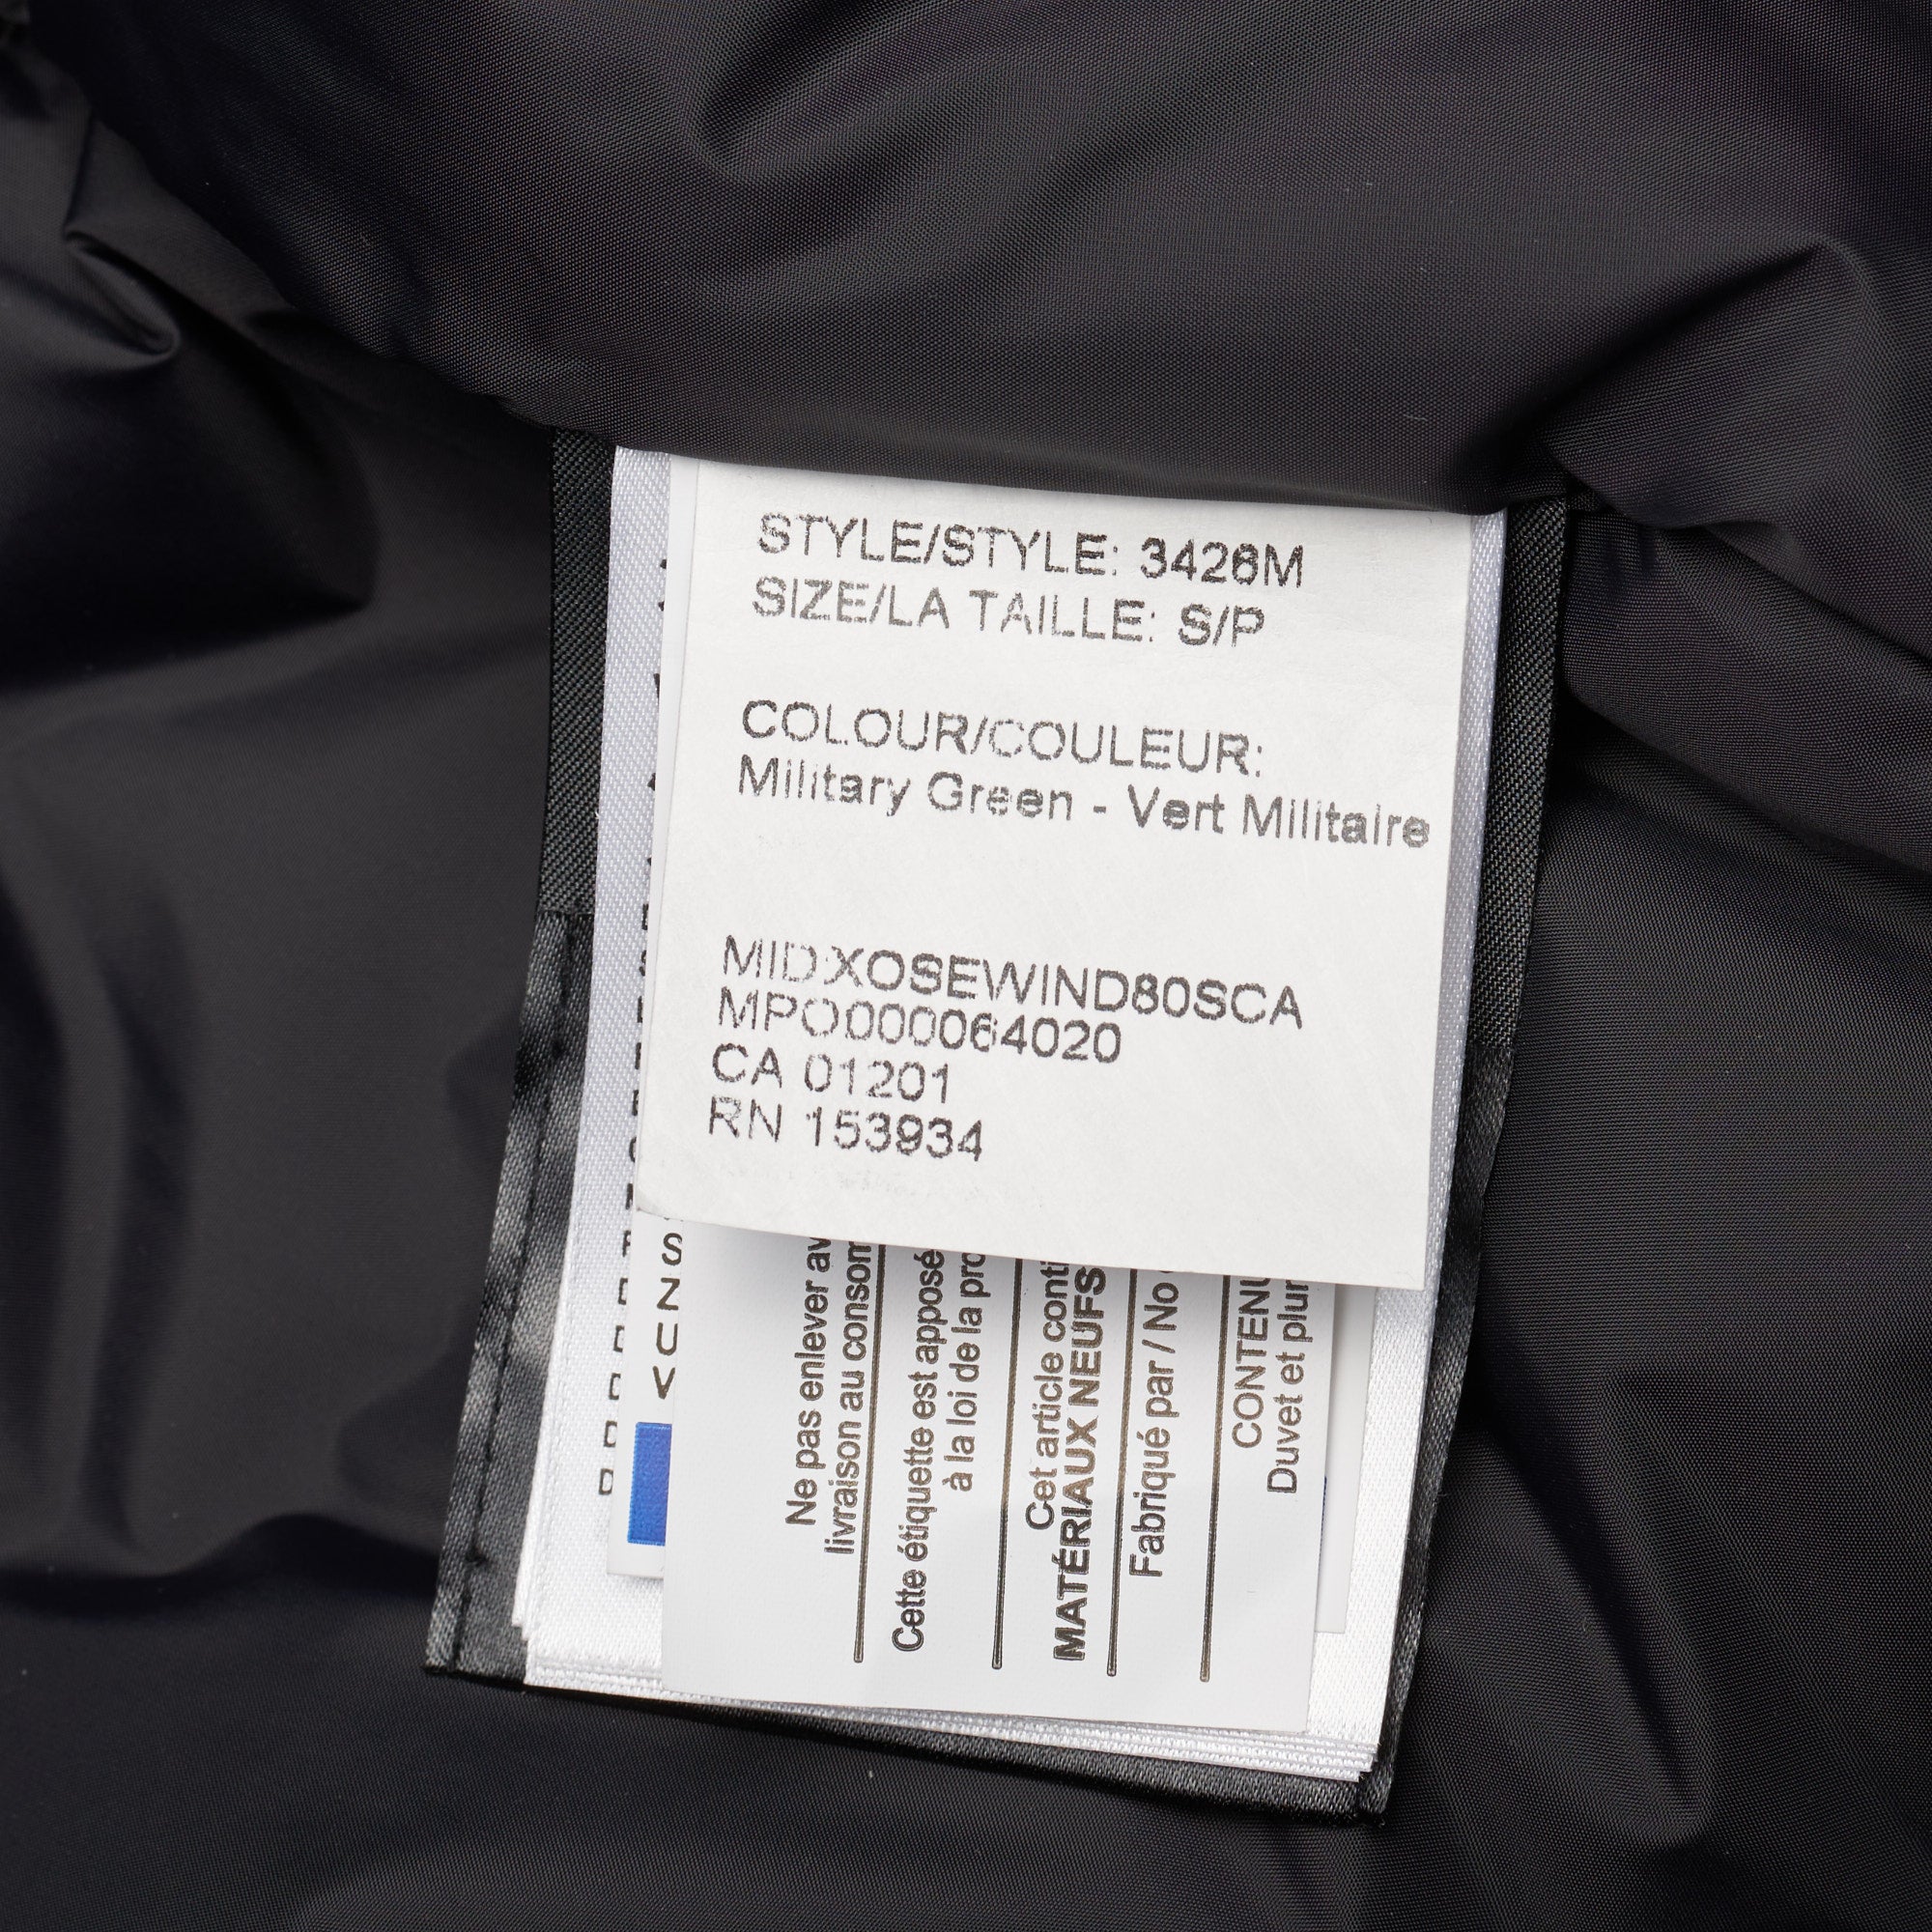 STYLE/STYLE: 3426M
SIZE/LA TAILLE: S/P
COLOUR/COULEUR:
Military Green - Vert Militaire
MIDXOSEWIND80SCA
MPO000064020
CA 01201
RN 153934
Ne pas enlever av
livraison au consom
Cette étiquette est apposé
à la loi de la pro
Cet article conti
MATÉRIAUX NEUFS
Fabriqué par / No
CONTENU
Duvet et plum